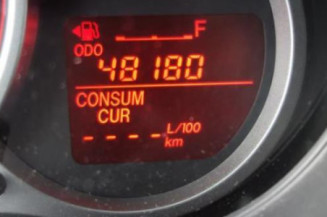 F
ODO
48180
CONSUM
CUR
---- L/100
km